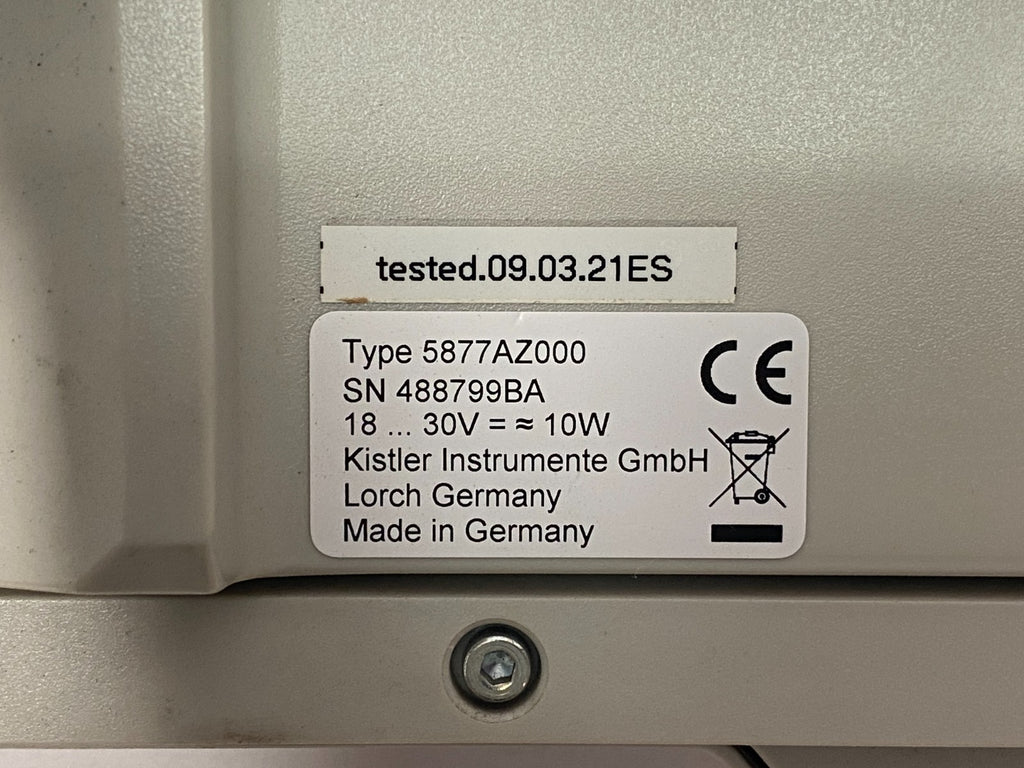 tested.09.03.21ES
Type 5877AZ000
CE
SN 488799BA
18 ... 30V = ≈ 10W
Kistler Instrumente GmbH
Lorch Germany
Made in Germany